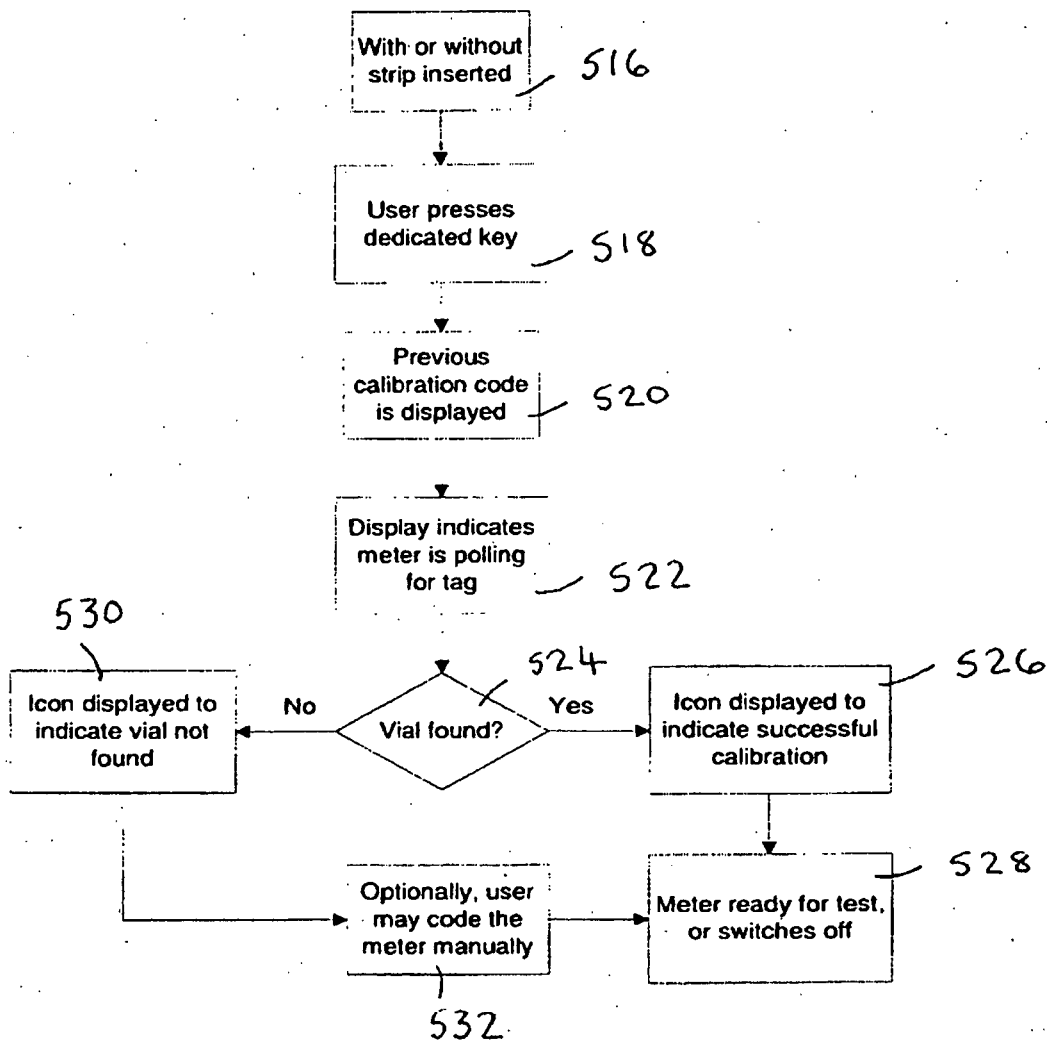 With or without
strip inserted
516
User presses
dedicated key
518
Previous
calibration code
is displayed
520
Display indicates
meter is polling
for tag
522
530
524
526
Icon displayed to
indicate vial not
found
No
Vial found?
Yes
Icon displayed to
indicate successful
calibration
528
Optionally, user
may code the
meter manually
Meter ready for test,
or switches off
532